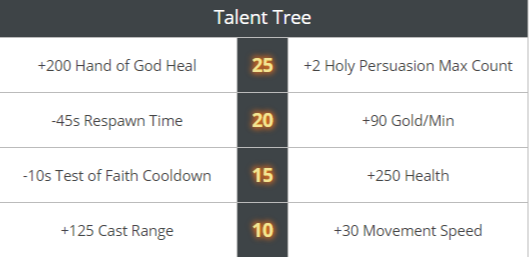 Talent Tree
+200 Hand of God Heal 25 +2 Holy Persuasion Max Count
-45s Respawn Time 20 +90 Gold/Min
-10s Test of Faith Cooldown 15 +250 Health
+125 Cast Range 10 +30 Movement Speed